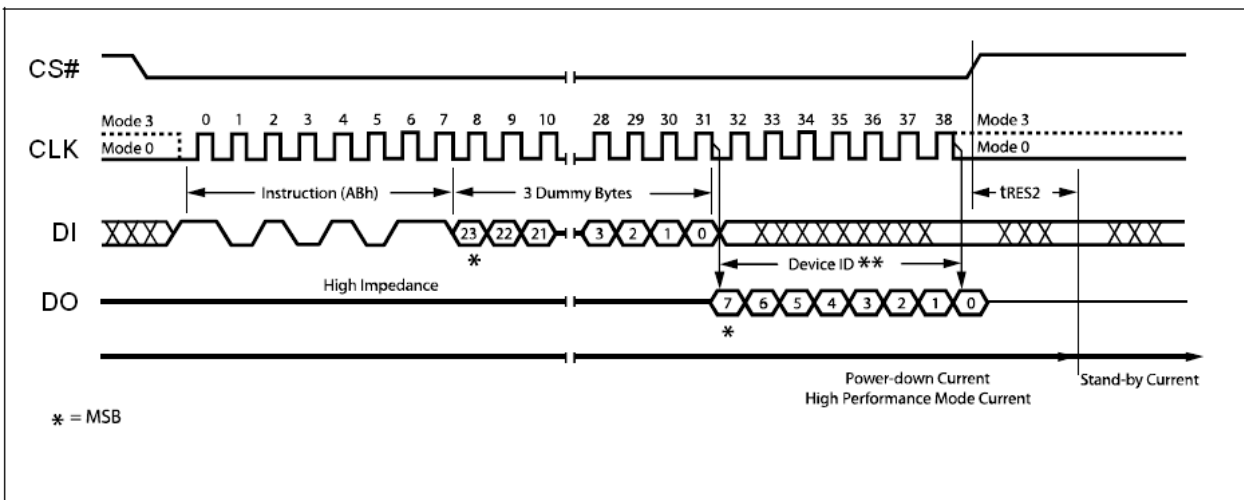 CS#
Mode 3 0 1 2 3 4 5 6 7 8 9 10 28 29 30 31 32 33 34 35 36 37 38 Mode 3
CLK Mode 0 Mode 0
Instruction (ABh) 3 Dummy Bytes tRES2
DI 23 22 21 3 2 1 0
* Device ID **
High Impedance
DO 7 6 5 4 3 2 1 0
*
Power-down Current Stand-by Current
High Performance Mode Current
* = MSB